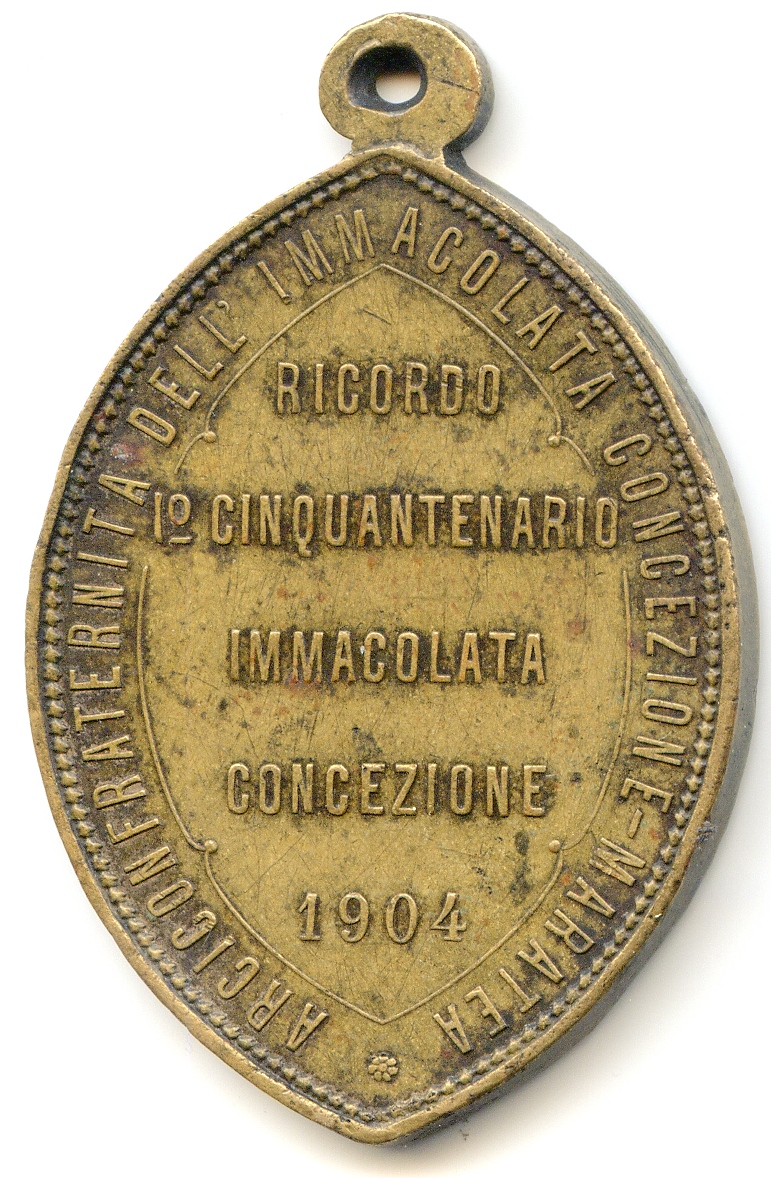 ARCICONFRATERNITA DELL' IMMACOLATA CONCEZIONE-MARATEA
RICORDO
1º CINQUANTENARIO
IMMACOLATA
CONCEZIONE
1904